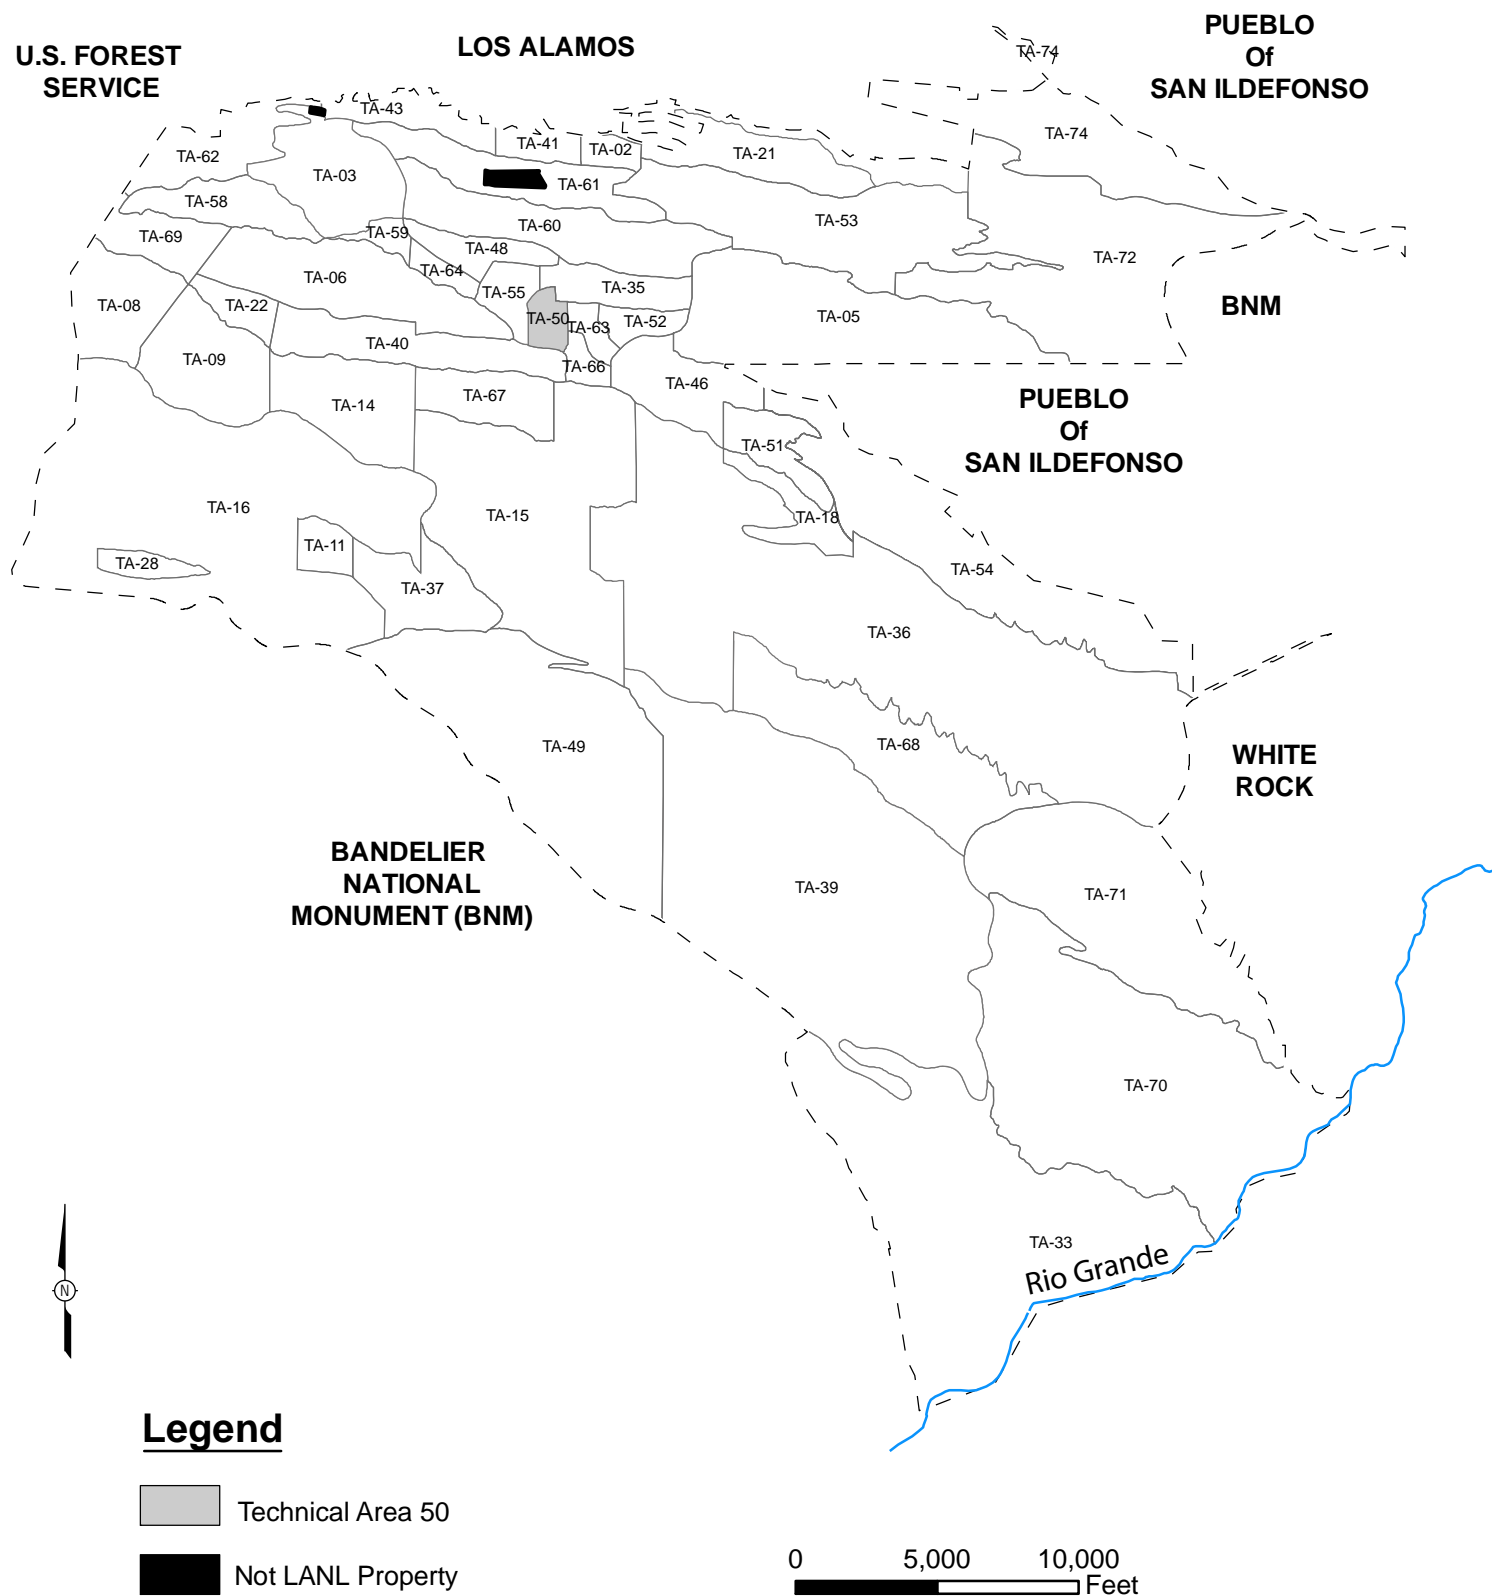 PUEBLO
Of
SAN ILDEFONSO
LOS ALAMOS
U.S. FOREST
SERVICE
TA-74
TA-43
TA-74
TA-41
TA-02
TA-21
TA-62
TA-03
TA-61
TA-58
TA-53
TA-60
TA-59
TA-69
TA-48
TA-72
TA-64
TA-06
TA-55
TA-35
TA-08
TA-22
BNM
TA-50
TA-63
TA-52
TA-05
TA-40
TA-09
TA-66
TA-46
TA-67
TA-14
PUEBLO
Of
SAN ILDEFONSO
TA-51
TA-16
TA-15
TA-18
TA-11
TA-28
TA-54
TA-37
TA-36
TA-49
TA-68
WHITE
ROCK
BANDELIER
NATIONAL
MONUMENT (BNM)
TA-39
TA-71
TA-70
TA-33
Rio Grande
N
Legend
Technical Area 50
Not LANL Property
0 5,000 10,000
Feet